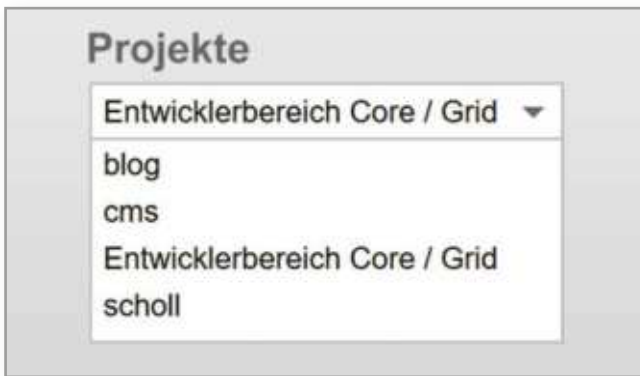 Projekte
Entwicklerbereich Core / Grid
blog
cms
Entwicklerbereich Core / Grid
scholl